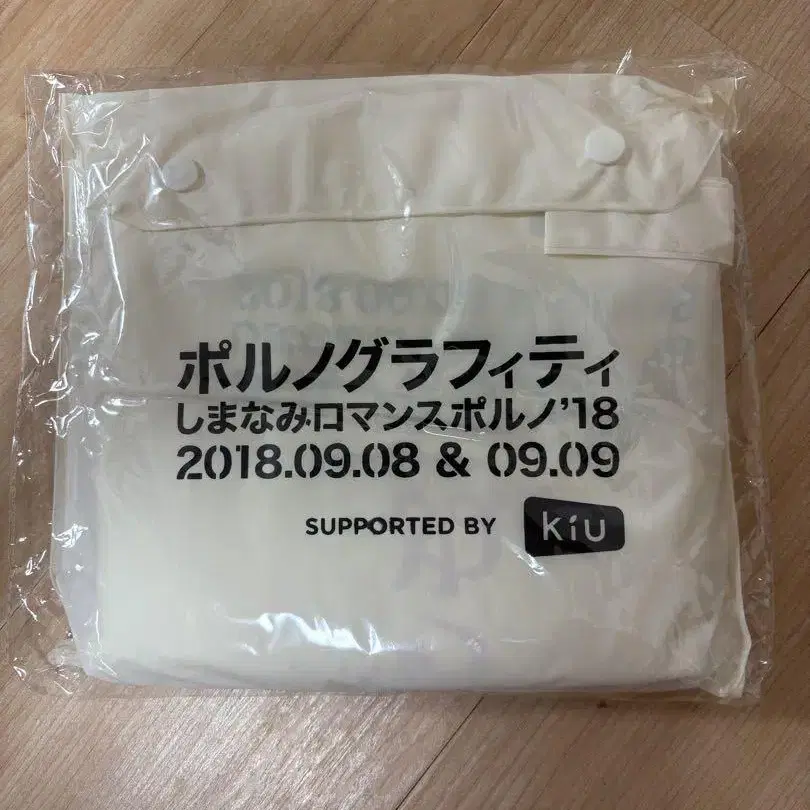 ポルノグラフィティ
しまなみロマンスポルノ'18
2018.09.08 & 09.09
SUPPORTED BY kiu